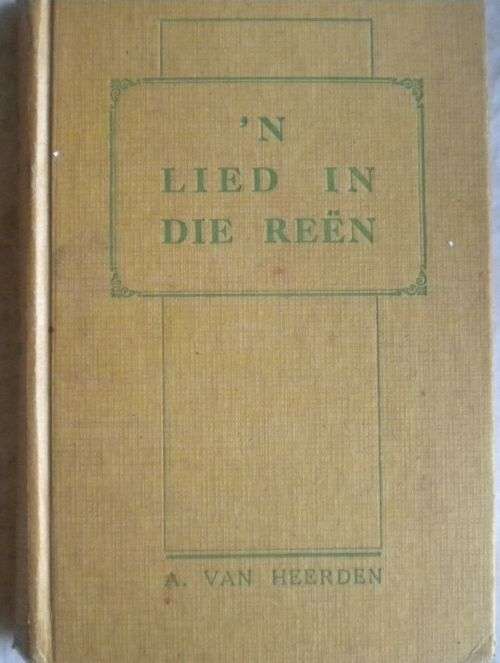 'N
LIED IN
DIE REËN
A. VAN HEERDEN